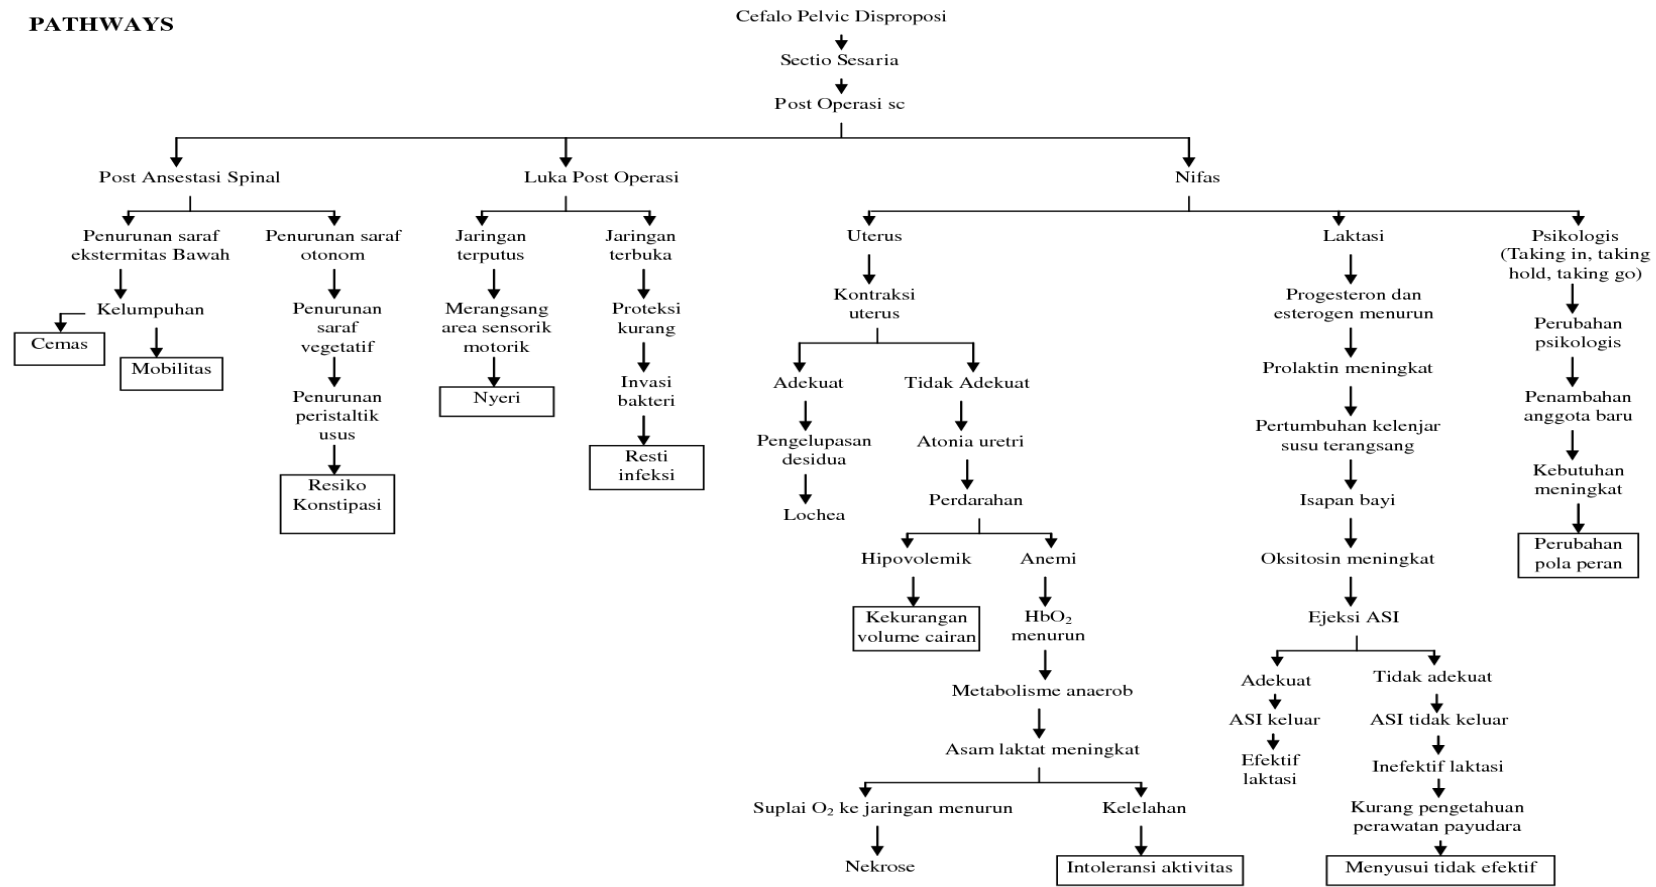 PATHWAYS
Cefalo Pelvic Disproposi
Sectio Sesaria
Post Operasi sc
Post Ansestasi Spinal
Luka Post Operasi
Nifas
Penurunan saraf
ekstermitas Bawah
Kelumpuhan
Cemas
Mobilitas
Penurunan saraf
otonom
Penurunan
saraf
vegetatif
Penurunan
peristaltik
usus
Resiko
Konstipasi
Jaringan
terputus
Merangsang
area sensorik
motorik
Nyeri
Jaringan
terbuka
Proteksi
kurang
Invasi
bakteri
Resti
infeksi
Uterus
Kontraksi
uterus
Adekuat
Pengelupasan
desidua
Lochea
Tidak Adekuat
Atonia uretri
Perdarahan
Hipovolemik
Kekurangan
volume cairan
Anemi
HbO₂
menurun
Metabolisme anaerob
Asam laktat meningkat
Suplai O₂ ke jaringan menurun
Nekrose
Kelelahan
Intoleransi aktivitas
Laktasi
Progesteron dan
esterogen menurun
Prolaktin meningkat
Pertumbuhan kelenjar
susu terangsang
Isapan bayi
Oksitosin meningkat
Ejeksi ASI
Adekuat
ASI keluar
Efektif
laktasi
Tidak adekuat
ASI tidak keluar
Inefektif laktasi
Kurang pengetahuan
perawatan payudara
Menyusui tidak efektif
Psikologis
(Taking in, taking
hold, taking go)
Perubahan
psikologis
Penambahan
anggota baru
Kebutuhan
meningkat
Perubahan
pola peran